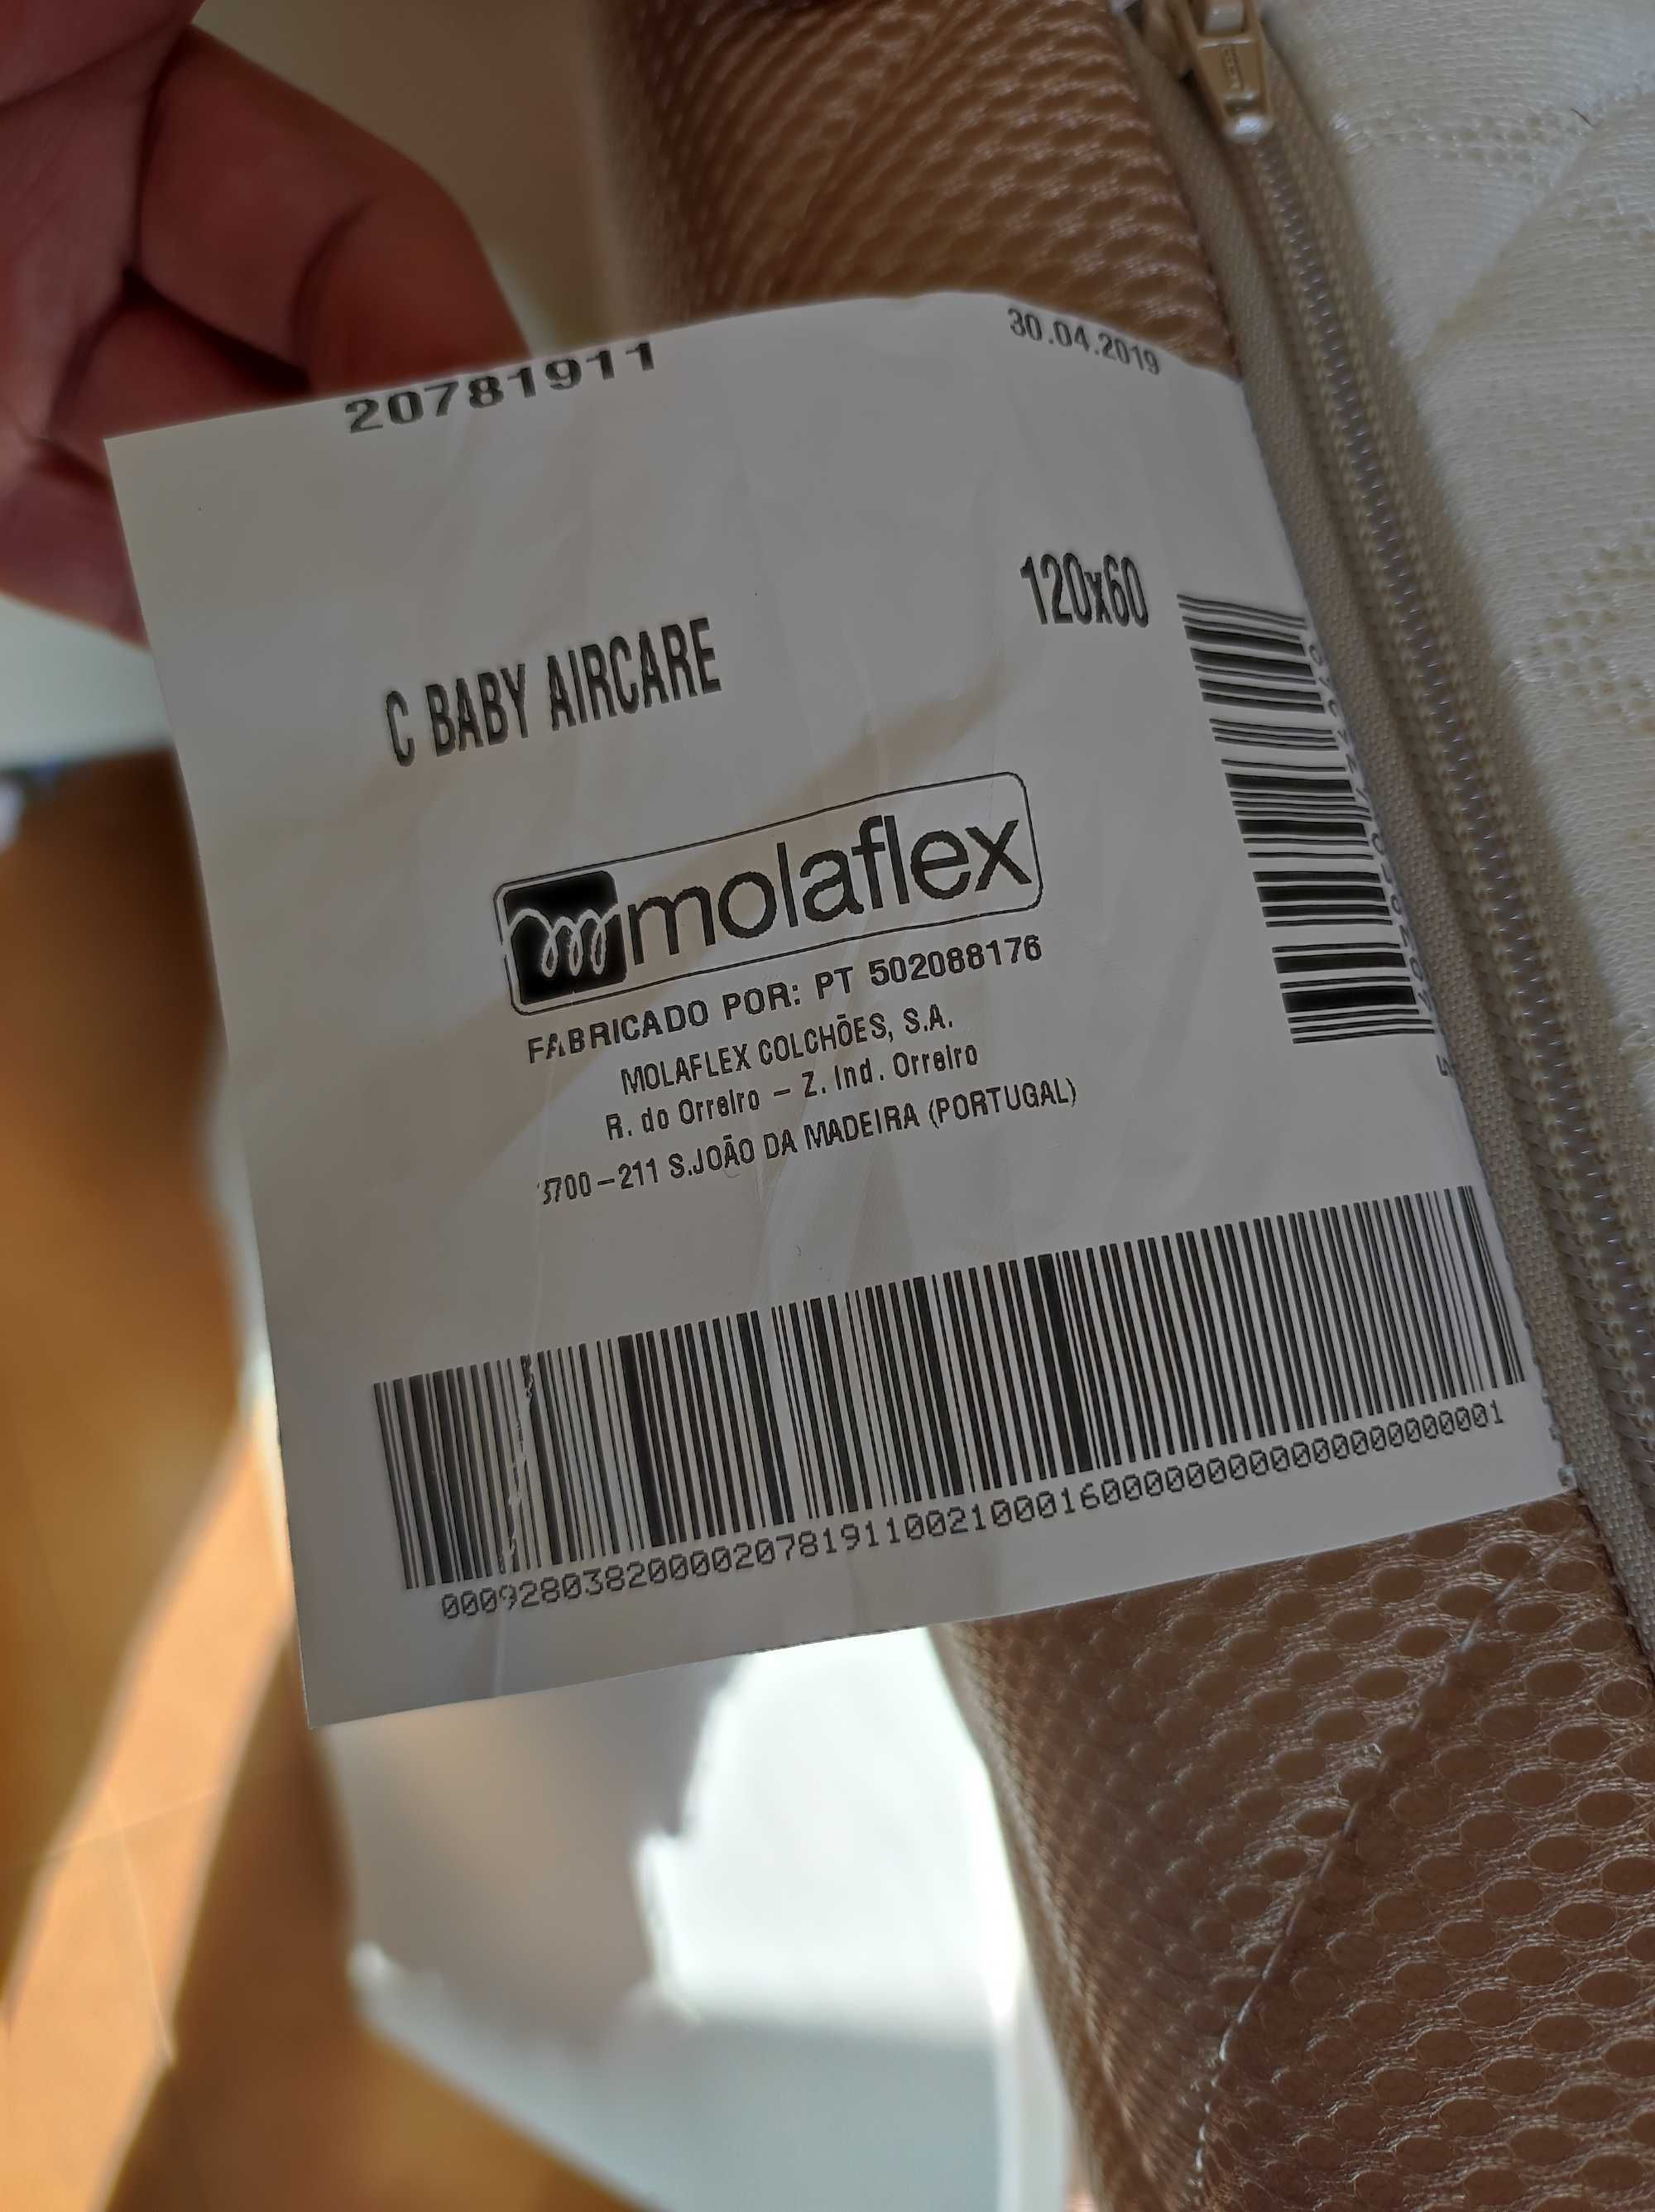 20781911
30.04.2019
120x60
C BABY AIRCARE
molaflex
FABRICADO POR: PT 502088176
MOLAFLEX COLCHÕES, S.A.
R. do Orreiro – Z. Ind. Orreiro
3700-211 S.JOÃO DA MADEIRA (PORTUGAL)